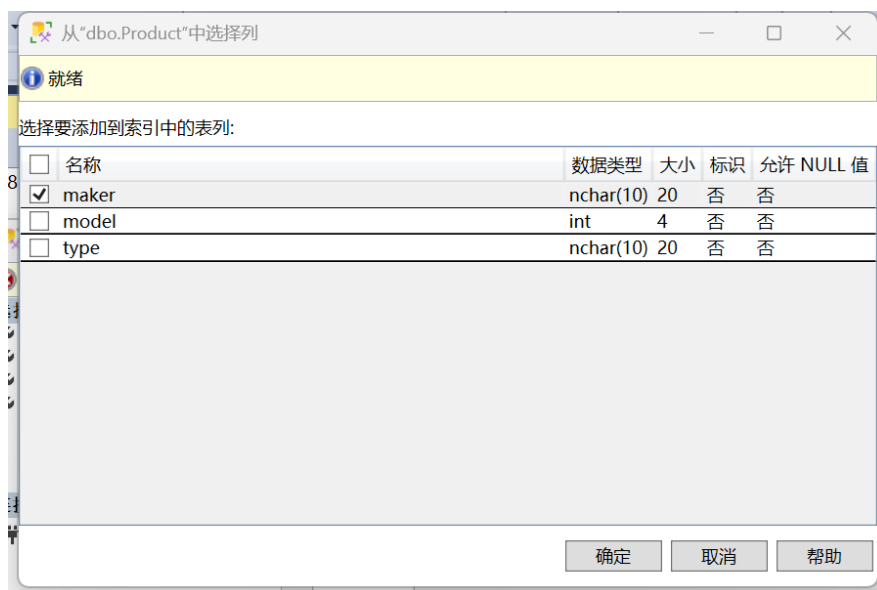 从“dbo.Product”中选择列
就绪
选择要添加到索引中的表列:
名称 数据类型 大小 标识 允许 NULL 值
maker nchar(10) 20 否 否
model int 4 否 否
type nchar(10) 20 否 否
8
确定 取消 帮助